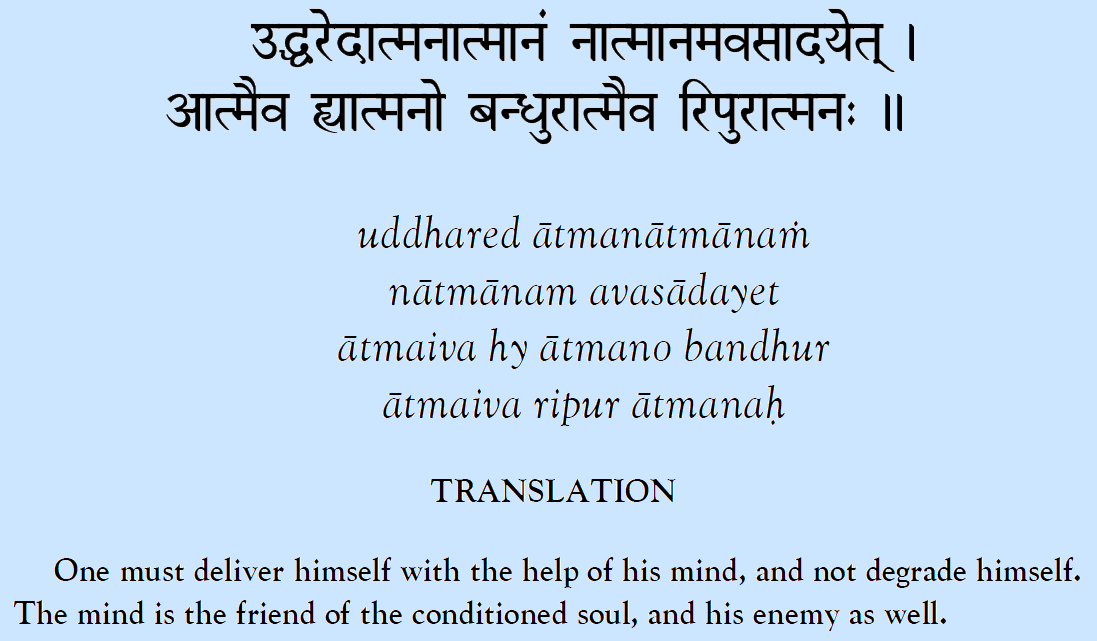 उद्धरेदात्मनात्मानं नात्मानमवसादयेत् ।
आत्मैव ह्यात्मनो बन्धुरात्मैव रिपुरात्मनः ॥
uddhared ātmanātmānaṁ
nātmānam avasādayet
ātmaiva hy ātmano bandhur
ātmaiva ripur ātmanaḥ
TRANSLATION
One must deliver himself with the help of his mind, and not degrade himself.
The mind is the friend of the conditioned soul, and his enemy as well.